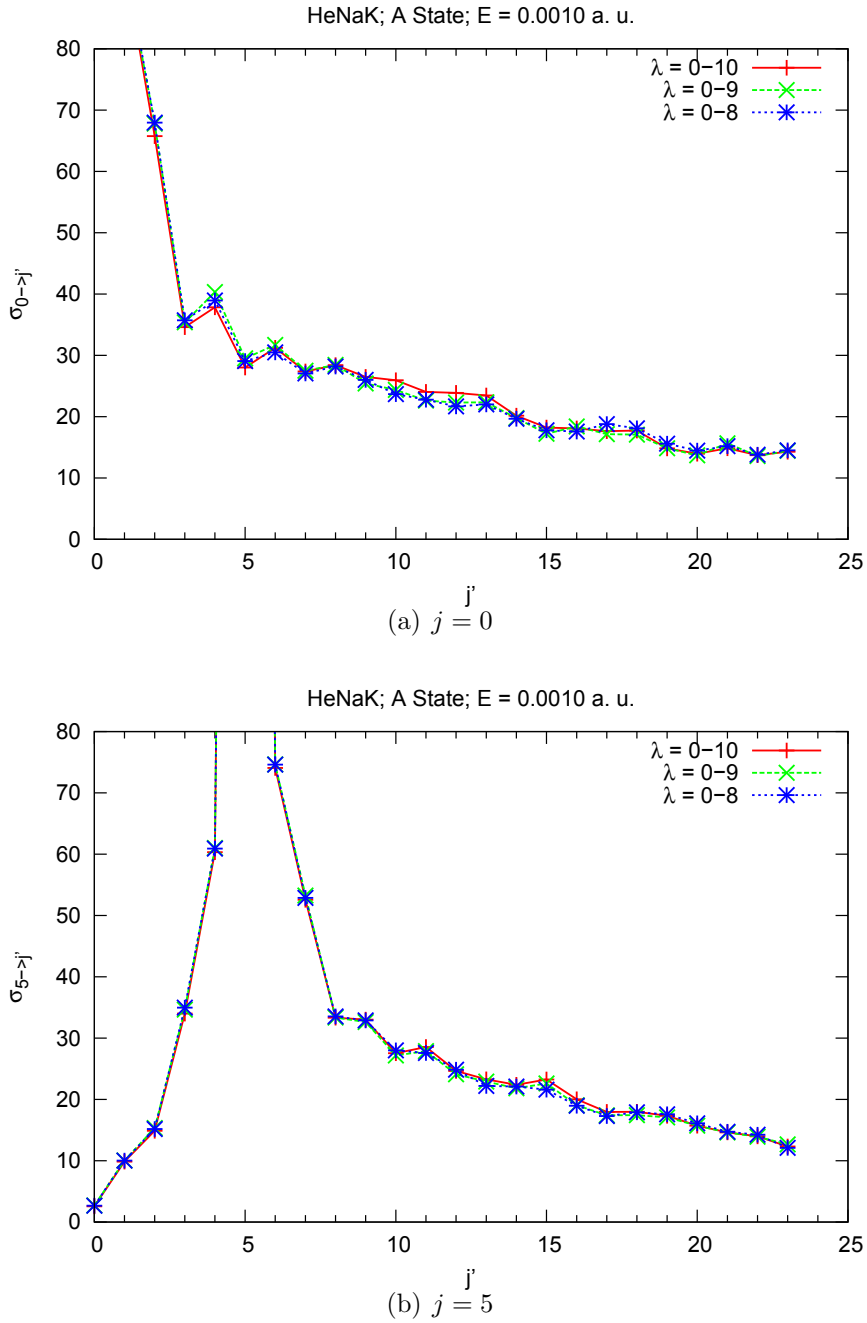 HeNaK; A State; E = 0.0010 a. u.
80
70
60
50
40
30
20
10
0
σ0−>j'
λ = 0−10
λ = 0−9
λ = 0−8
0 5 10 15 20 25
j'
(a) j = 0
HeNaK; A State; E = 0.0010 a. u.
80
70
60
50
40
30
20
10
0
σ5−>j'
λ = 0−10
λ = 0−9
λ = 0−8
0 5 10 15 20 25
j'
(b) j = 5